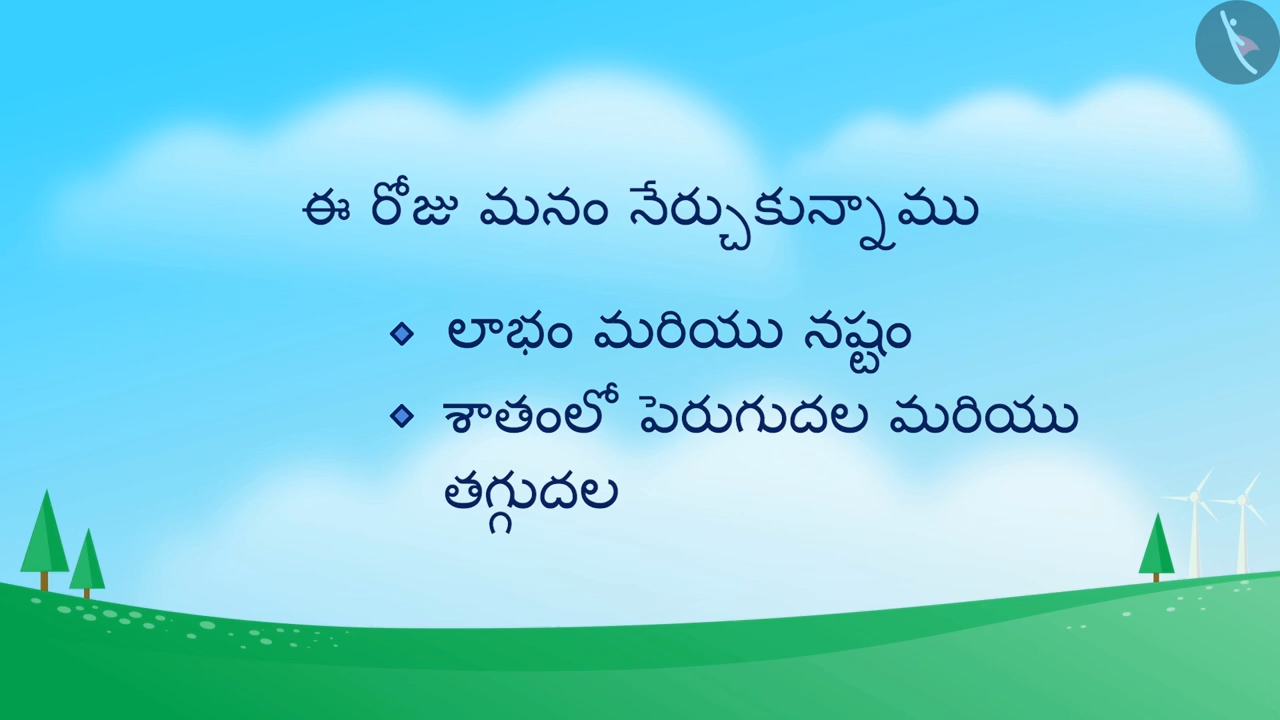 ఈ రోజు మనం నేర్చుకున్నాము
లాభం మరియు నష్టం
శాతంలో పెరుగుదల మరియు
తగ్గుదల